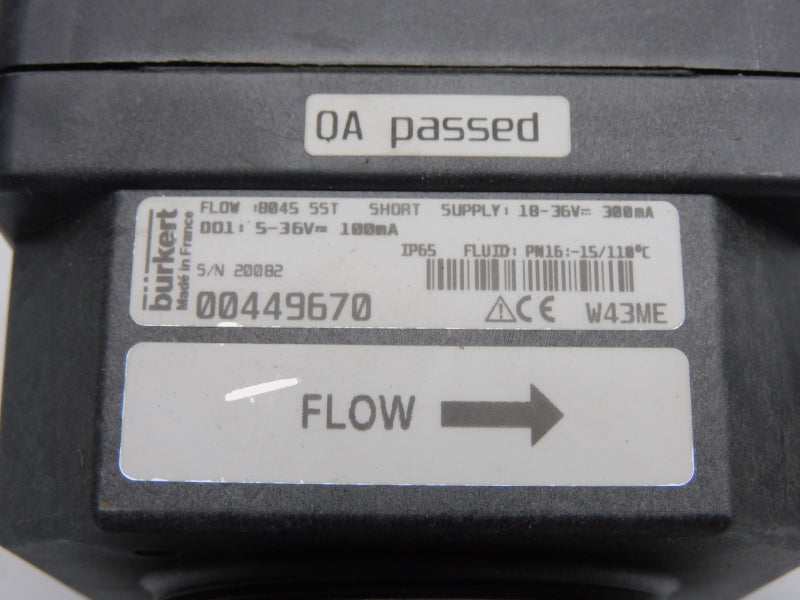 QA passed
bürkert
Made in France
FLOW :8045 SST SHORT SUPPLY: 18-36V⎓ 300mA
DO1: 5-36V⎓ 100mA
IP65 FLUID: PN16:-15/110°C
S/N 20082
00449670
CE W43ME
FLOW